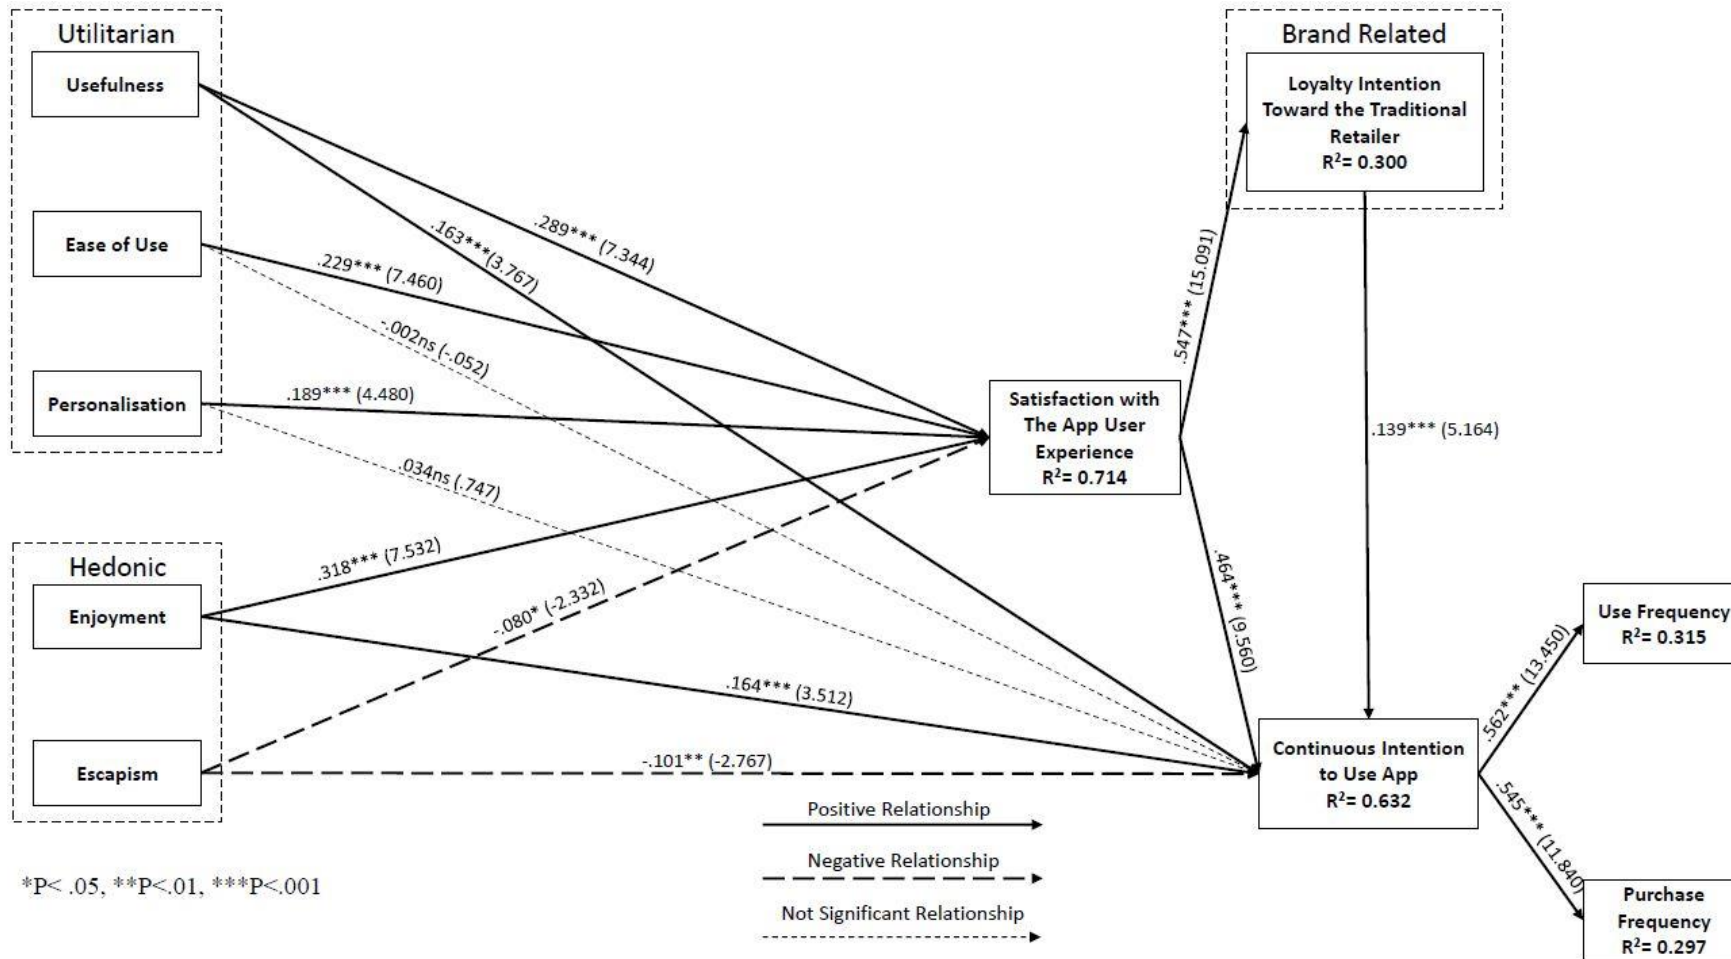 Utilitarian
Usefulness
Ease of Use
Personalisation
Hedonic
Enjoyment
Escapism
.289*** (7.344)
.163***(3.767)
.229*** (7.460)
-.002ns (-.052)
.189*** (4.480)
.034ns (.747)
.318*** (7.532)
-.080* (-2.332)
.164*** (3.512)
-.101** (-2.767)
Satisfaction with
The App User
Experience
R²= 0.714
Brand Related
Loyalty Intention
Toward the Traditional
Retailer
R²= 0.300
.547*** (15.091)
.139*** (5.164)
.464*** (9.560)
Continuous Intention
to Use App
R²= 0.632
.562*** (13.450)
.545*** (11.840)
Use Frequency
R²= 0.315
Purchase
Frequency
R²= 0.297
Positive Relationship
Negative Relationship
Not Significant Relationship
*P< .05, **P<.01, ***P<.001